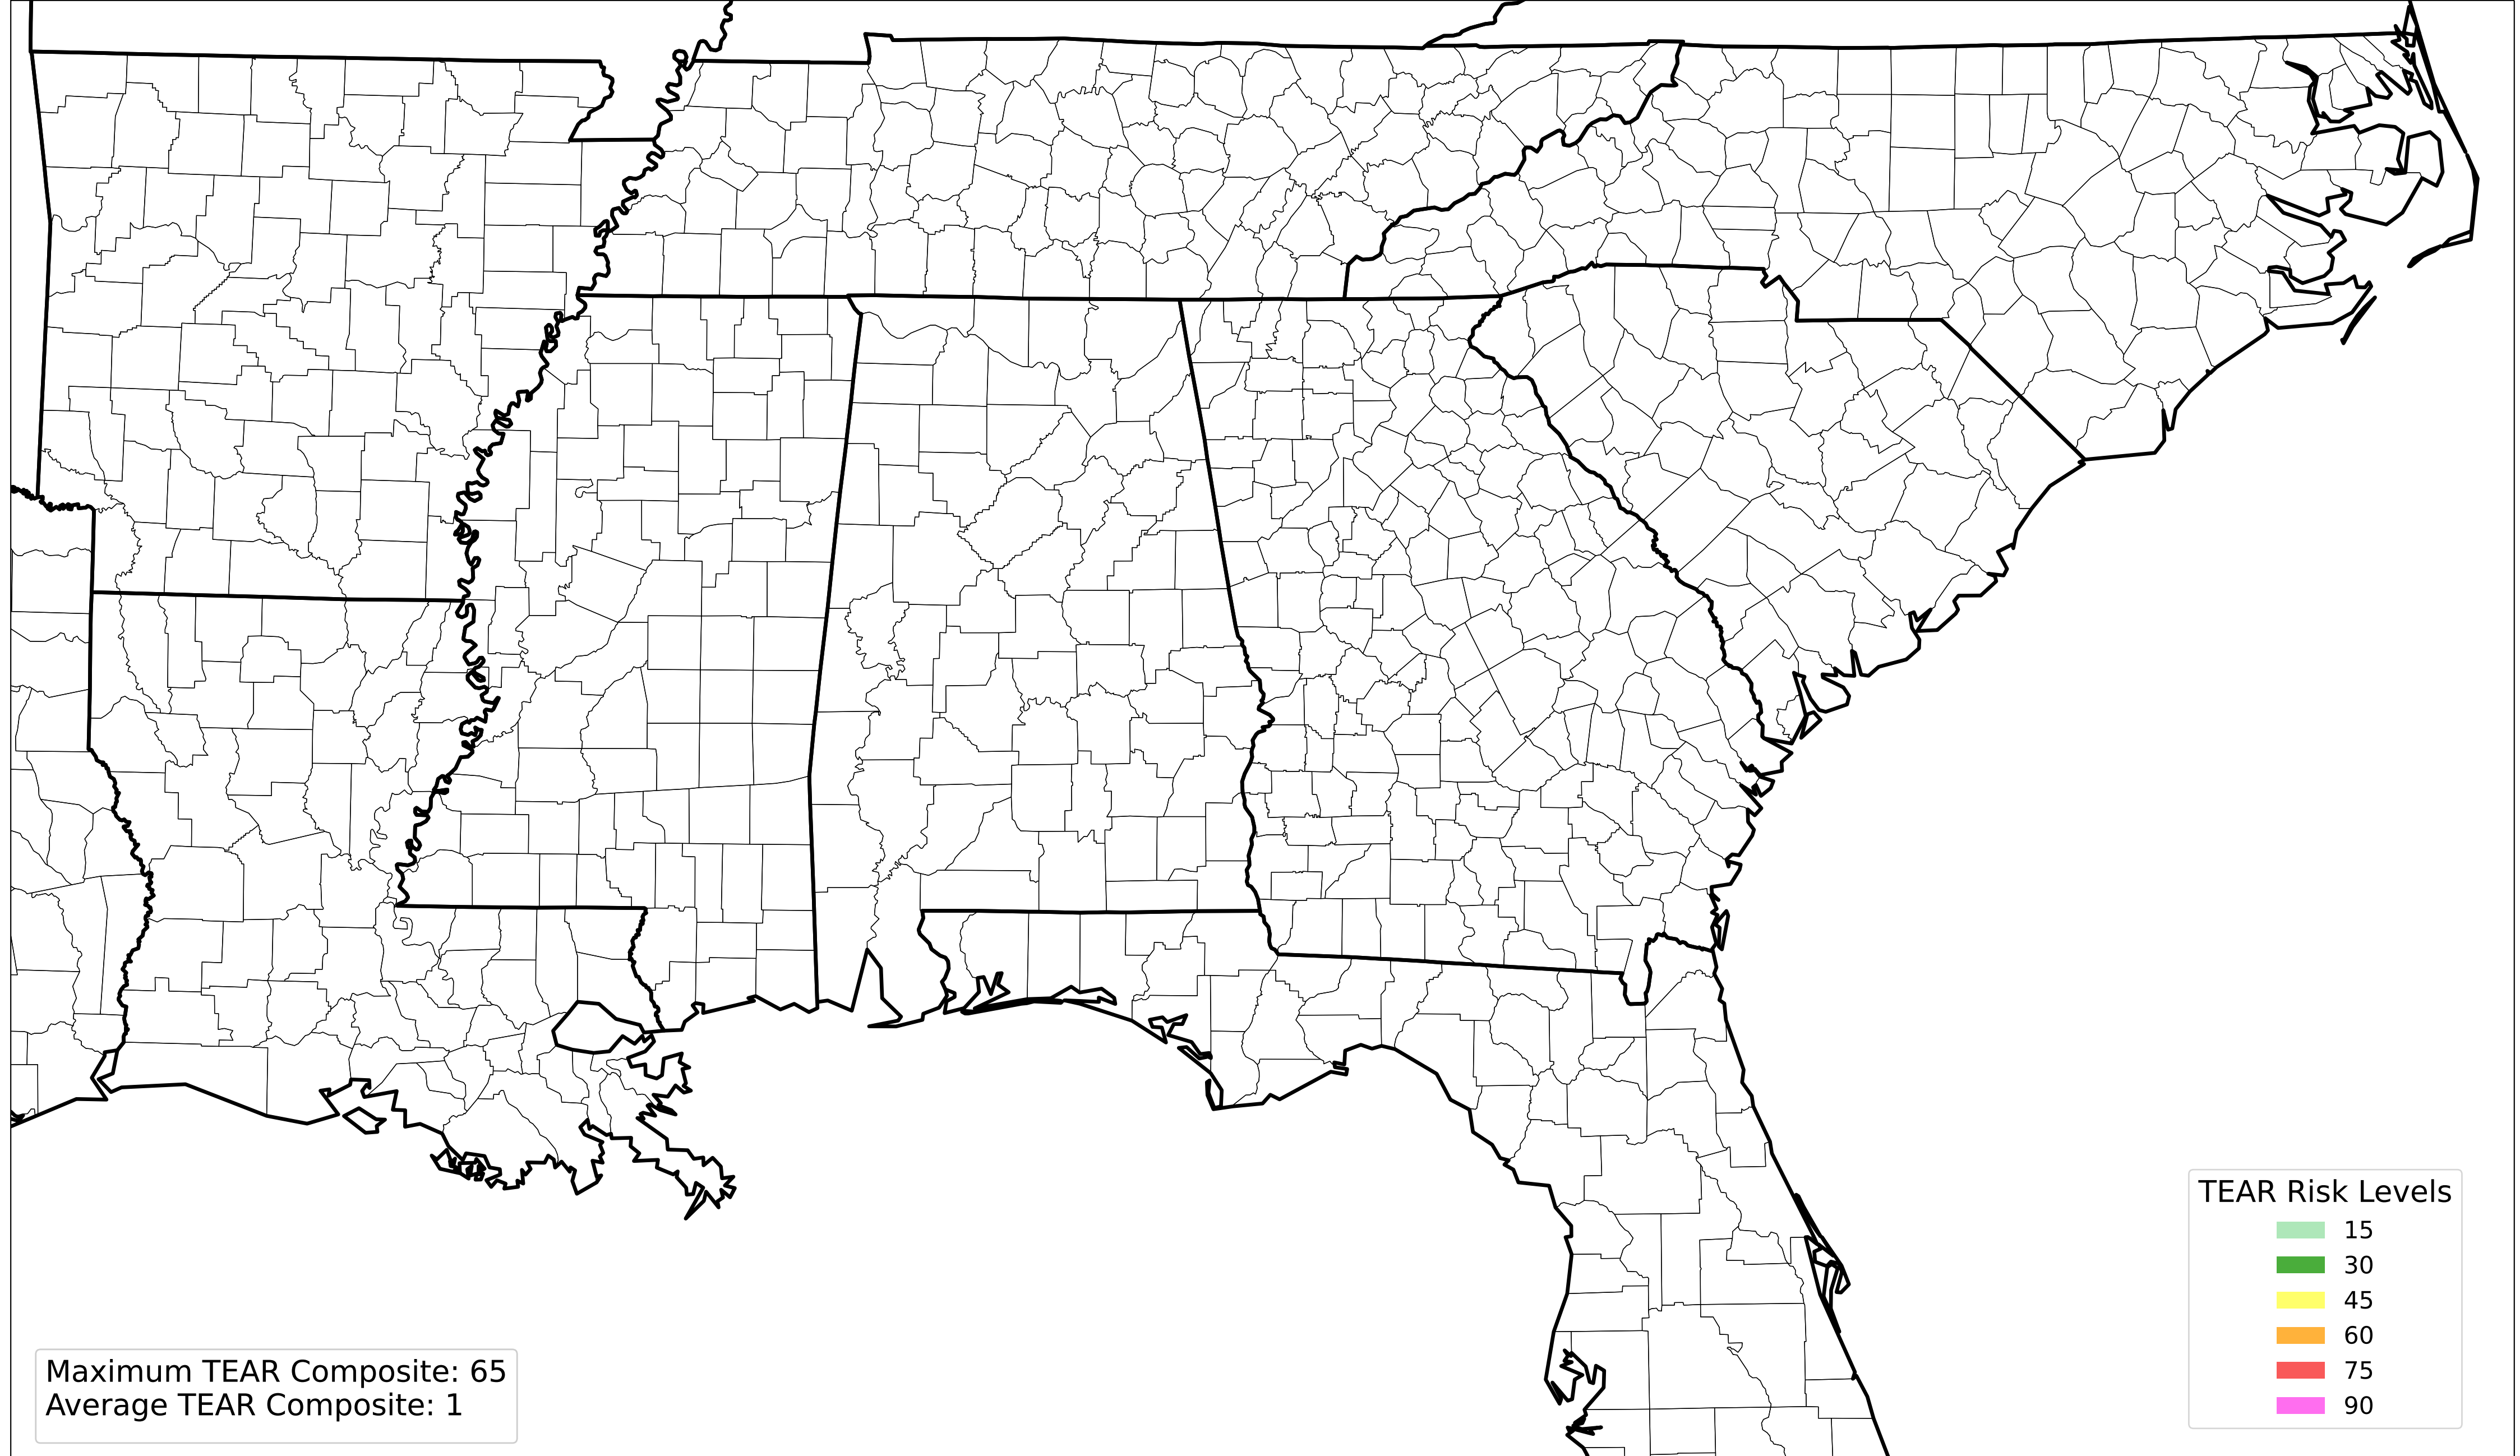 TEAR Risk Levels
15
30
45
60
75
90
Maximum TEAR Composite: 65
Average TEAR Composite: 1